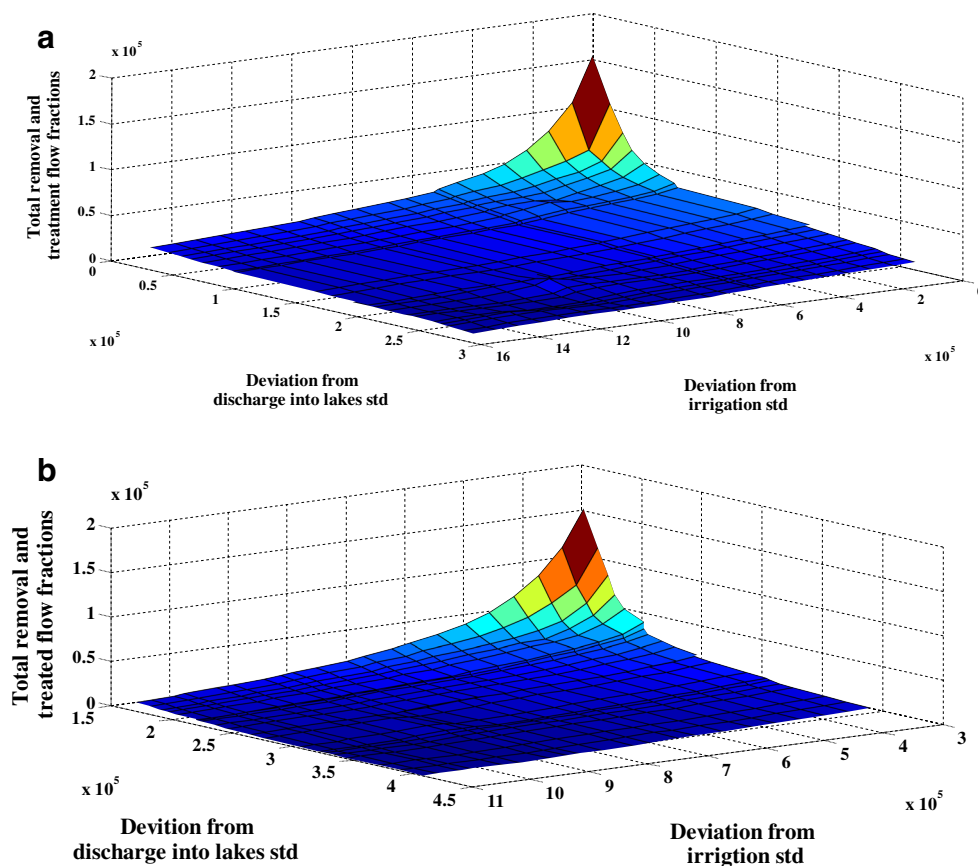 a
x 10^5
Total removal and
treatment flow fractions
2
1.5
1
0.5
0
0
0.5
1
1.5
2
2.5
3
x 10^5
Deviation from
discharge into lakes std
16
14
12
10
8
6
4
2
x 10^5
Deviation from
irrigation std
b
x 10^5
Total removal and
treated flow fractions
2
1.5
1
0.5
0
1.5
2
2.5
3
3.5
4
4.5
x 10^5
Devition from
discharge into lakes std
11
10
9
8
7
6
5
4
3
x 10^5
Deviation from
irrigtion std